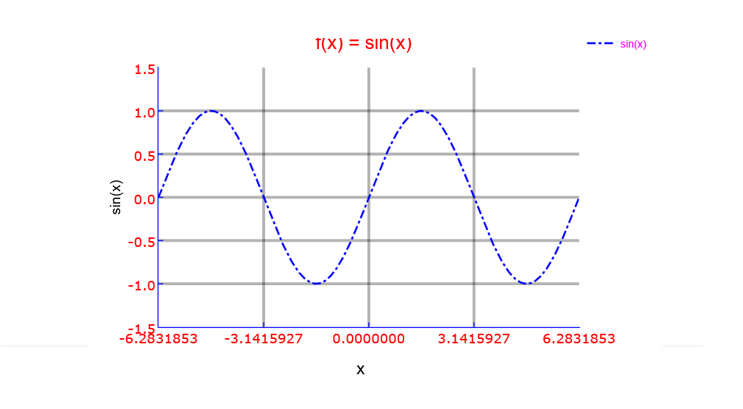 f(x) = sin(x)
sin(x)
1.5
1.0
0.5
0.0
-0.5
-1.0
-1.5
sin(x)
-6.2831853 -3.1415927 0.0000000 3.1415927 6.2831853
x